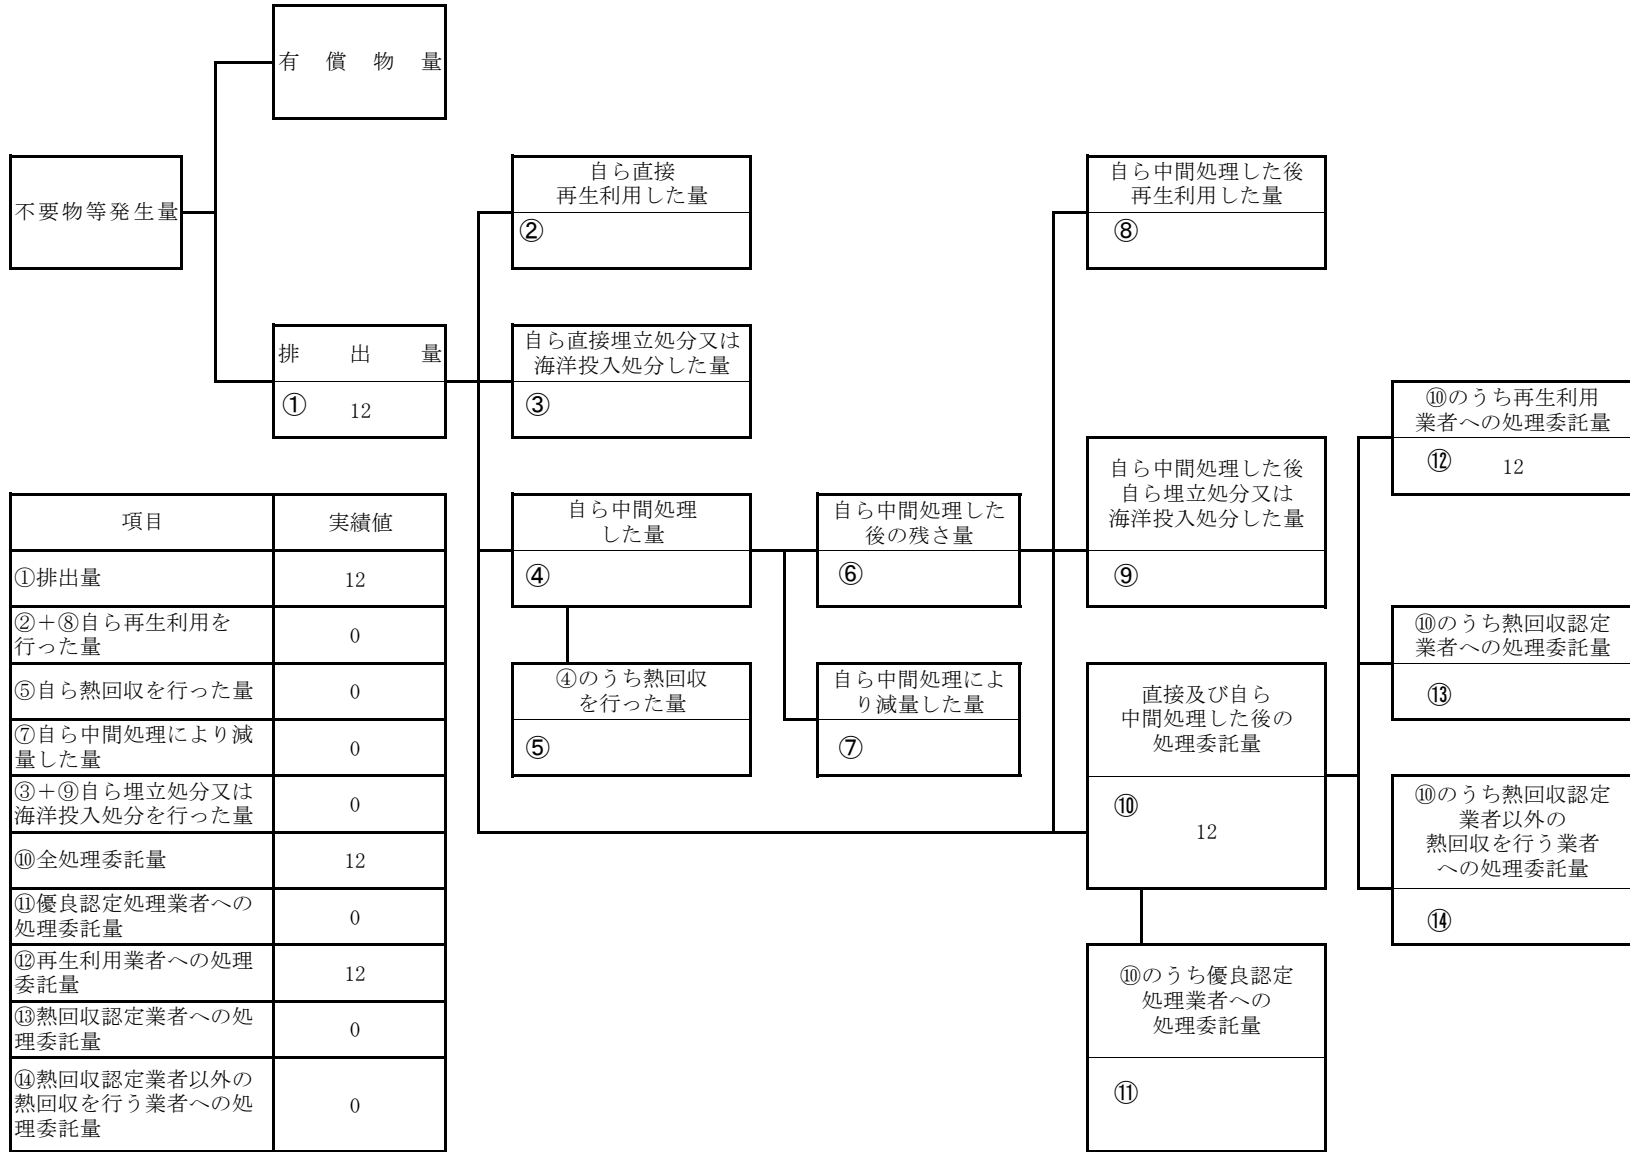 有償物量
不要物等発生量
自ら直接
再生利用した量
②
自ら中間処理した後
再生利用した量
⑧
排出量
① 12
自ら直接埋立処分又は
海洋投入処分した量
③
⑩のうち再生利用
業者への処理委託量
⑫ 12
自ら中間処理
した量
④
自ら中間処理した
後の残さ量
⑥
自ら中間処理した後
自ら埋立処分又は
海洋投入処分した量
⑨
⑩のうち熱回収認定
業者への処理委託量
⑬
④のうち熱回収
を行った量
⑤
自ら中間処理によ
り減量した量
⑦
直接及び自ら
中間処理した後の
処理委託量
⑩
12
⑩のうち熱回収認定
業者以外の
熱回収を行う業者
への処理委託量
⑭
⑩のうち優良認定
処理業者への
処理委託量
⑪
項目 実績値
①排出量 12
②＋⑧自ら再生利用を
行った量 0
⑤自ら熱回収を行った量 0
⑦自ら中間処理により減
量した量 0
③＋⑨自ら埋立処分又は
海洋投入処分を行った量 0
⑩全処理委託量 12
⑪優良認定処理業者への
処理委託量 0
⑫再生利用業者への処理
委託量 12
⑬熱回収認定業者への処
理委託量 0
⑭熱回収認定業者以外の
熱回収を行う業者への処
理委託量 0